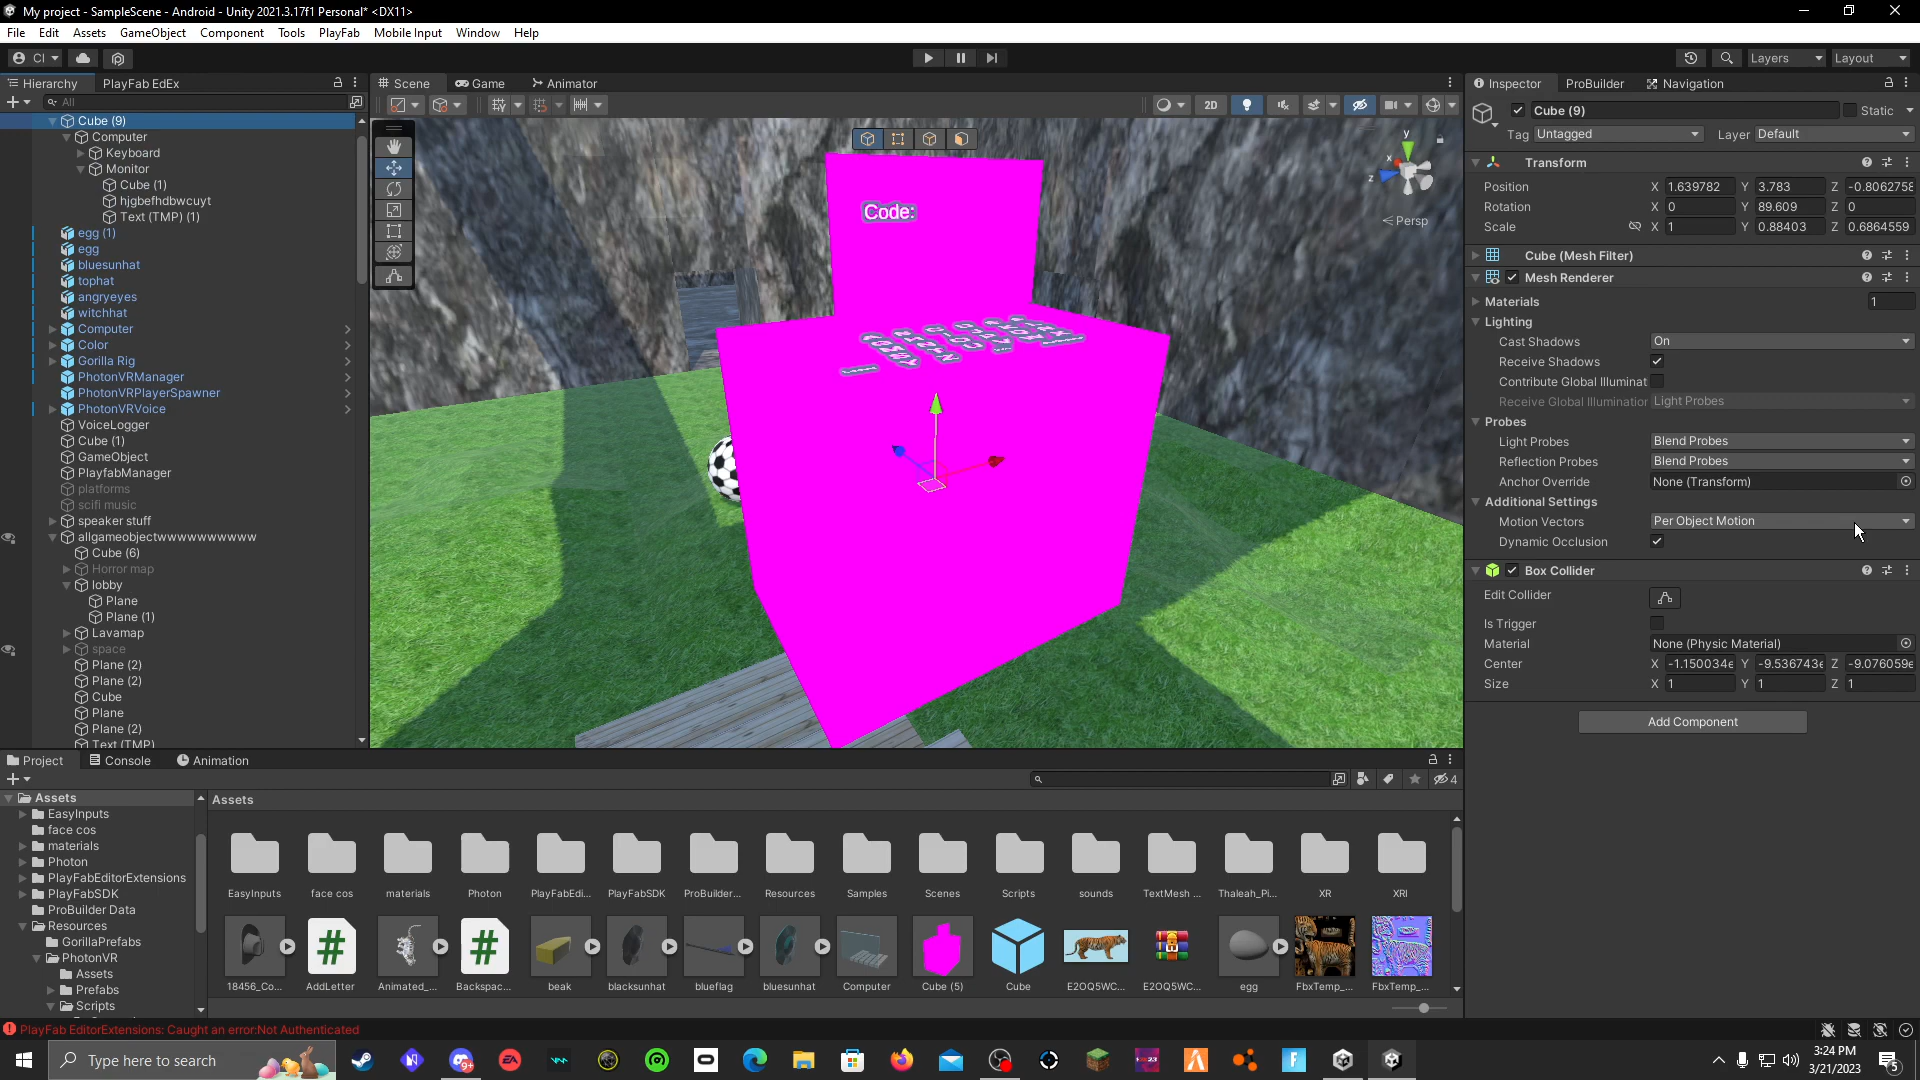 My project - SampleScene - Android - Unity 2021.3.17f1 Personal* <DX11>
File Edit Assets GameObject Component Tools PlayFab Mobile Input Window Help
CI Layers Layout
Hierarchy PlayFab EdEx
All
Cube (9)
Computer
Keyboard
Monitor
Cube (1)
hjgbefhdbwcuyt
Text (TMP) (1)
egg (1)
egg
bluesunhat
tophat
angryeyes
witchhat
Computer
Color
Gorilla Rig
PhotonVRManager
PhotonVRPlayerSpawner
PhotonVRVoice
VoiceLogger
Cube (1)
GameObject
PlayfabManager
platforms
scifi music
speaker stuff
allgameobjectwwwwwwwwww
Cube (6)
Horror map
lobby
Plane
Plane (1)
Lavamap
space
Plane (2)
Plane (2)
Cube
Plane
Plane (2)
Text (TMP)
Scene Game Animator
2D
Code:
y
x
z
Persp
Inspector ProBuilder Navigation
Cube (9) Static
Tag Untagged Layer Default
Transform
Position X 1.639782 Y 3.783 Z -0.8062758
Rotation X 0 Y 89.609 Z 0
Scale X 1 Y 0.88403 Z 0.6864559
Cube (Mesh Filter)
Mesh Renderer
Materials 1
Lighting
Cast Shadows On
Receive Shadows
Contribute Global Illuminat
Receive Global Illumination Light Probes
Probes
Light Probes Blend Probes
Reflection Probes Blend Probes
Anchor Override None (Transform)
Additional Settings
Motion Vectors Per Object Motion
Dynamic Occlusion
Box Collider
Edit Collider
Is Trigger
Material None (Physic Material)
Center X -1.150034e Y -9.536743e Z -9.076059e
Size X 1 Y 1 Z 1
Add Component
Project Console Animation
4
Assets
EasyInputs
face cos
materials
Photon
PlayFabEditorExtensions
PlayFabSDK
ProBuilder Data
Resources
GorillaPrefabs
PhotonVR
Assets
Prefabs
Scripts
Assets
EasyInputs face cos materials Photon PlayFabEdi... PlayFabSDK ProBuilder... Resources Samples Scenes Scripts sounds TextMesh ... Thaleah_Pi... XR XRI
18456_Co... AddLetter Animated_... Backspac... beak blacksunhat blueflag bluesunhat Computer Cube (5) Cube E2OQ5WC... E2OQ5WC... egg FbxTemp_... FbxTemp_...
PlayFab EditorExtensions: Caught an error:Not Authenticated
Type here to search
9+
3:24 PM
3/21/2023
5